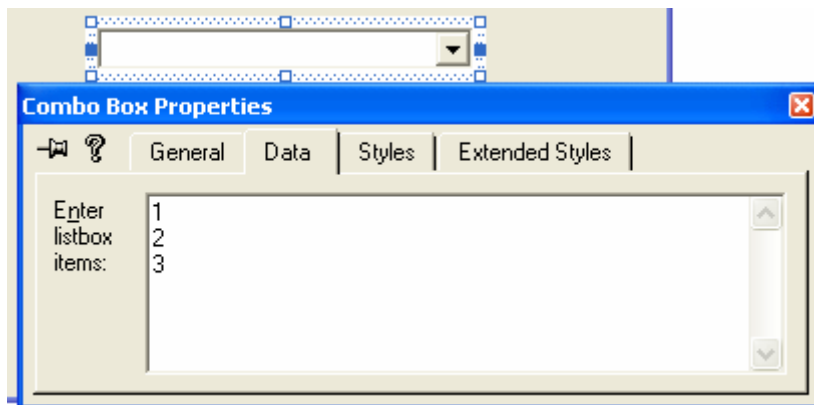 Combo Box Properties
General Data Styles Extended Styles
Enter
listbox
items:
1
2
3